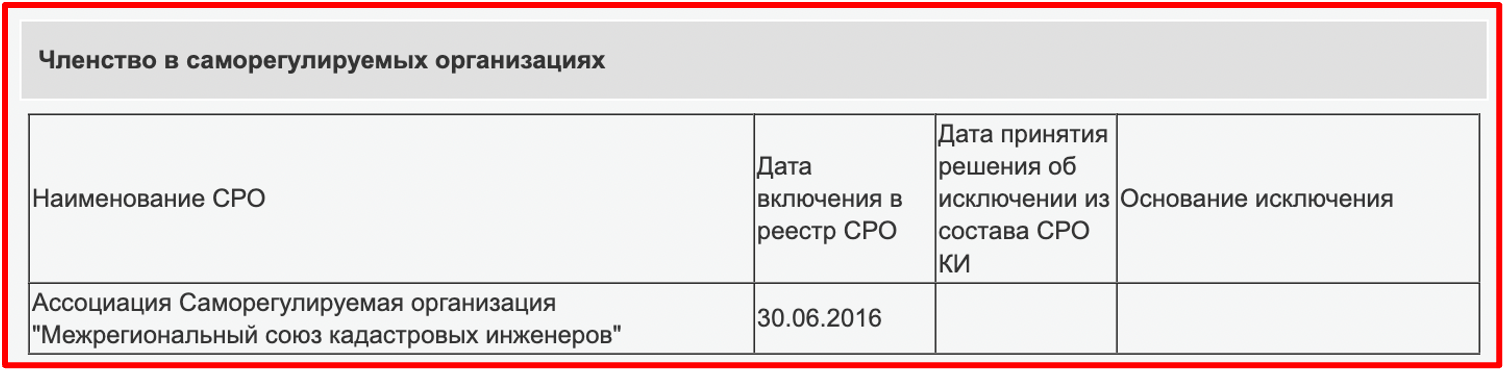 Членство в саморегулируемых организациях
Наименование СРО
Дата
включения в
реестр СРО
Дата принятия
решения об
исключении из
состава СРО
КИ
Основание исключения
Ассоциация Саморегулируемая организация
"Межрегиональный союз кадастровых инженеров"
30.06.2016